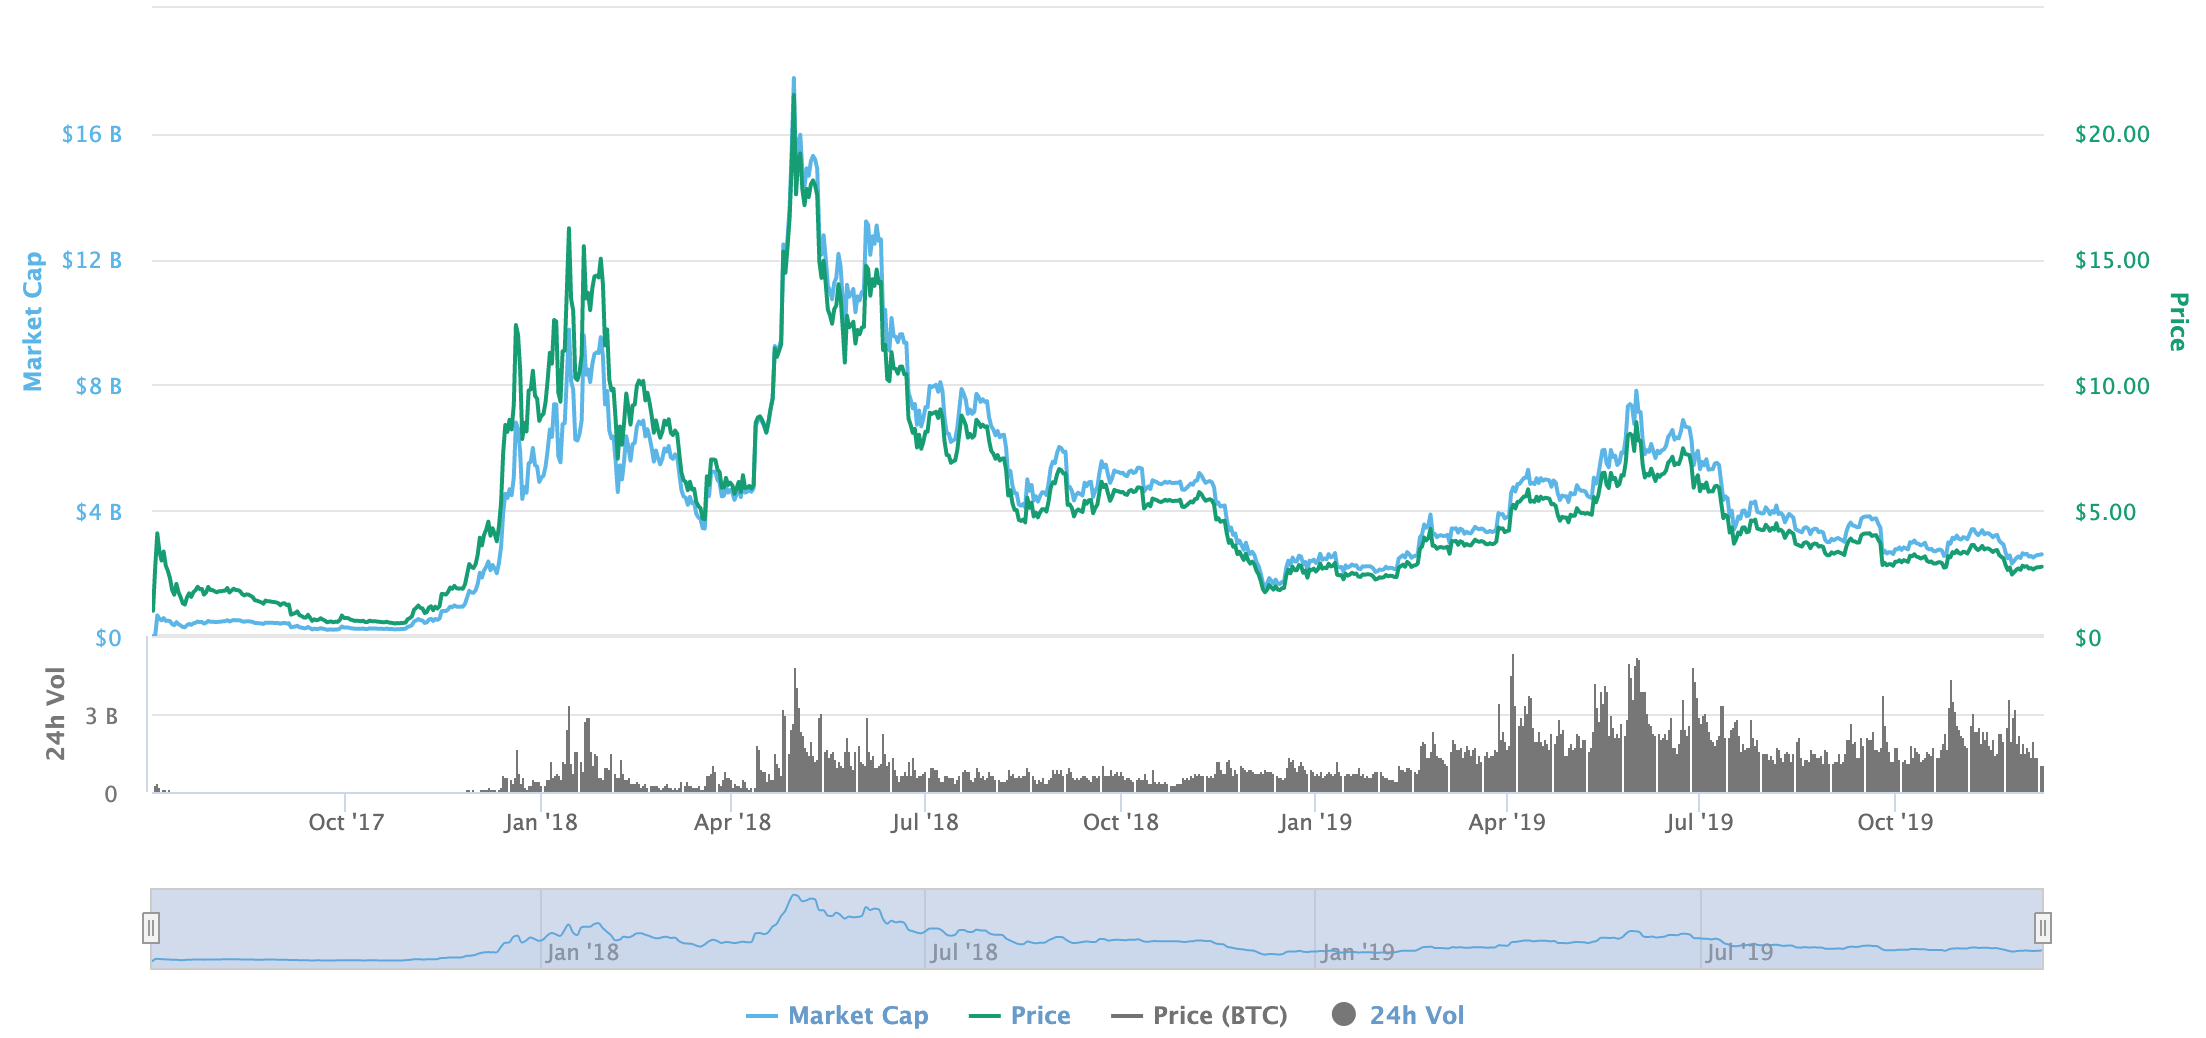 $16 B
$12 B
$8 B
$4 B
$0
Market Cap
$20.00
$15.00
$10.00
$5.00
$0
Price
24h Vol
3 B
0
Oct '17
Jan '18
Apr '18
Jul '18
Oct '18
Jan '19
Apr '19
Jul '19
Oct '19
Jan '18
Jul '18
Jan '19
Jul '19
Market Cap
Price
Price (BTC)
24h Vol